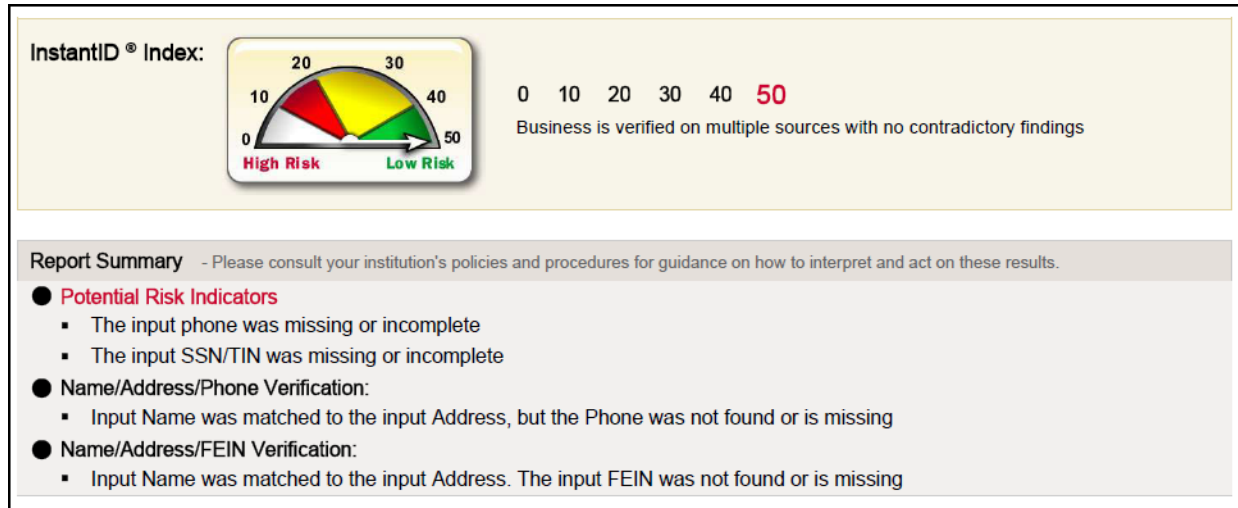 InstantID ® Index:
20 30
10 40
0 50
High Risk Low Risk
0 10 20 30 40 50
Business is verified on multiple sources with no contradictory findings
Report Summary - Please consult your institution's policies and procedures for guidance on how to interpret and act on these results.
Potential Risk Indicators
The input phone was missing or incomplete
The input SSN/TIN was missing or incomplete
Name/Address/Phone Verification:
Input Name was matched to the input Address, but the Phone was not found or is missing
Name/Address/FEIN Verification:
Input Name was matched to the input Address. The input FEIN was not found or is missing